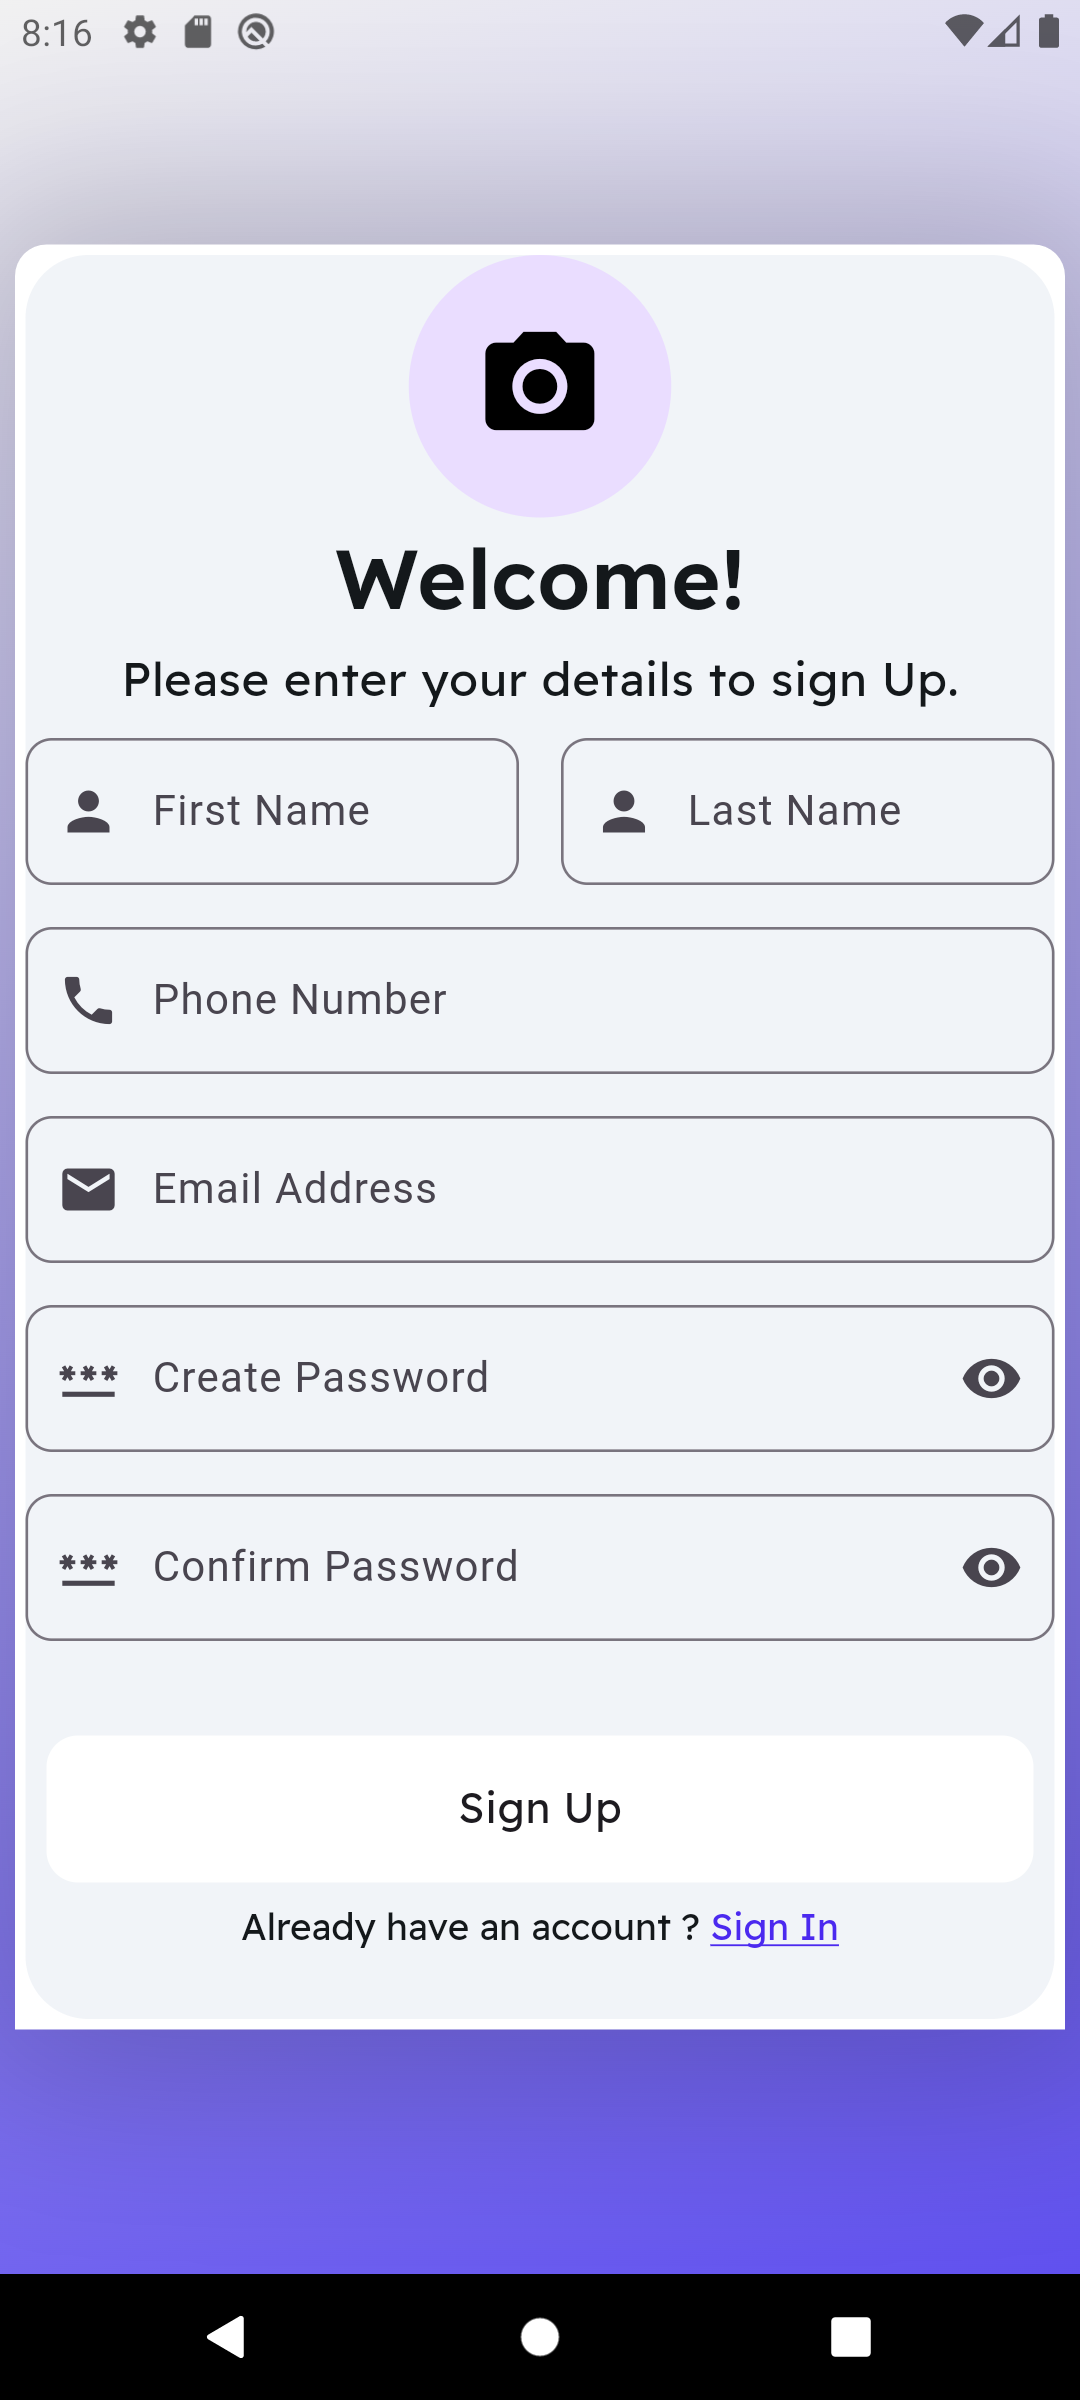 8:16
Welcome!
Please enter your details to sign Up.
First Name
Last Name
Phone Number
Email Address
Create Password
Confirm Password
Sign Up
Already have an account ? Sign In